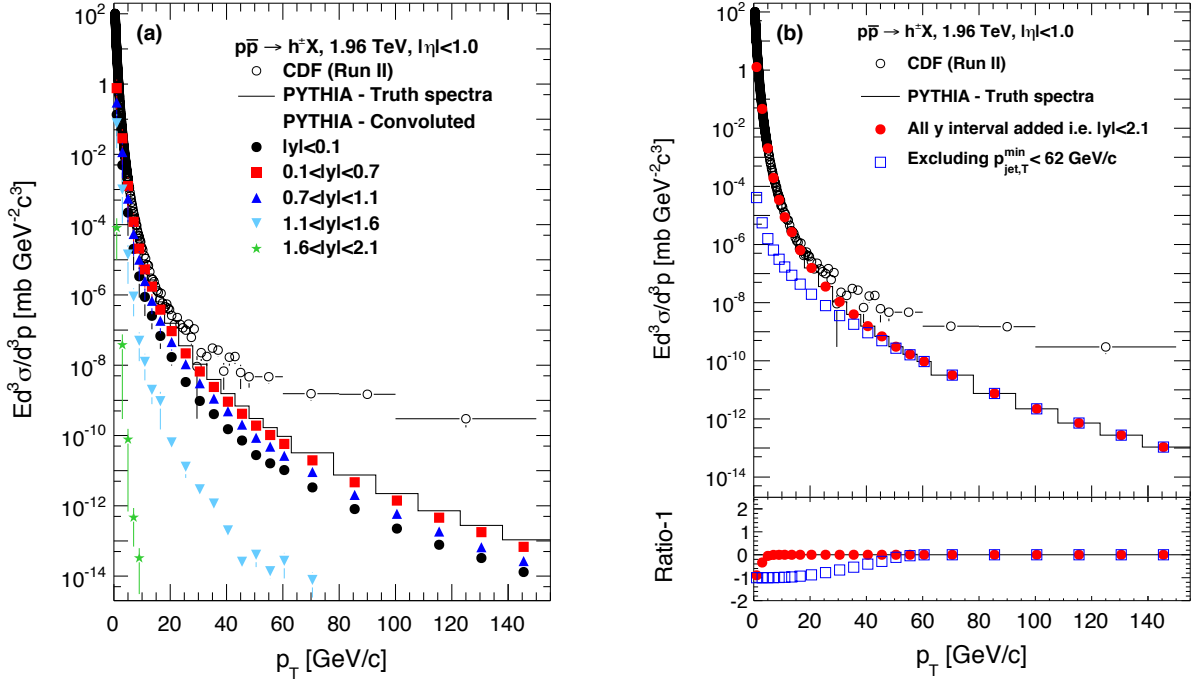 (a)
pp̅ → h±X, 1.96 TeV, |η|<1.0
CDF (Run II)
PYTHIA - Truth spectra
PYTHIA - Convoluted
|y|<0.1
0.1<|y|<0.7
0.7<|y|<1.1
1.1<|y|<1.6
1.6<|y|<2.1
Ed³σ/d³p [mb GeV⁻²c³]
10²
1
10⁻²
10⁻⁴
10⁻⁶
10⁻⁸
10⁻¹⁰
10⁻¹²
10⁻¹⁴
0 20 40 60 80 100 120 140
p_T [GeV/c]
(b)
pp̅ → h±X, 1.96 TeV, |η|<1.0
CDF (Run II)
PYTHIA - Truth spectra
All y interval added i.e. |y|<2.1
Excluding p_jet,T^min < 62 GeV/c
Ed³σ/d³p [mb GeV⁻²c³]
10²
1
10⁻²
10⁻⁴
10⁻⁶
10⁻⁸
10⁻¹⁰
10⁻¹²
10⁻¹⁴
Ratio-1
2
1
0
-1
-2
0 20 40 60 80 100 120 140
p_T [GeV/c]